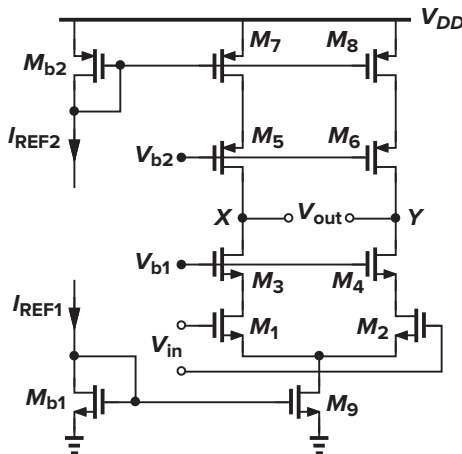 V_DD
M_b2 M_7 M_8
I_REF2 V_b2 M_5 M_6
X V_out Y
V_b1 M_3 M_4
I_REF1 V_in M_1 M_2
M_b1 M_9